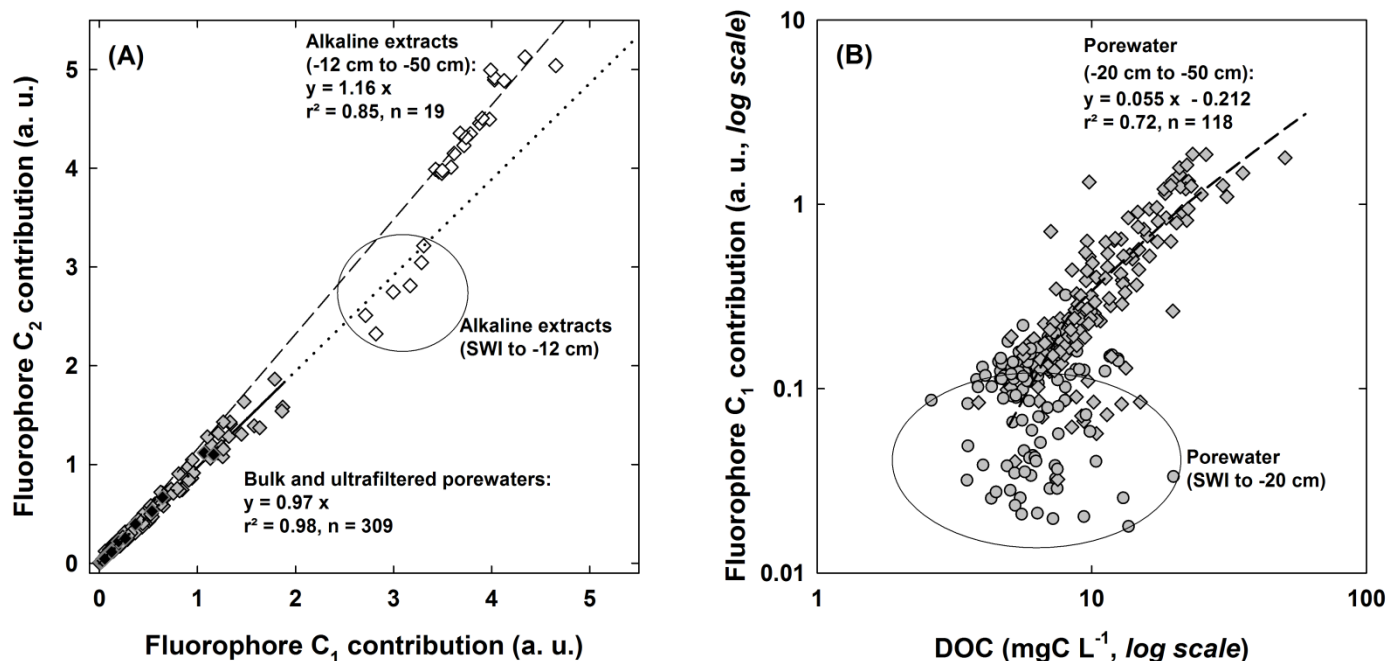 (A)
Alkaline extracts
(-12 cm to -50 cm):
y = 1.16 x
r² = 0.85, n = 19
Alkaline extracts
(SWI to -12 cm)
Bulk and ultrafiltered porewaters:
y = 0.97 x
r² = 0.98, n = 309
Fluorophore C₂ contribution (a. u.)
5
4
3
2
1
0
0 1 2 3 4 5
Fluorophore C₁ contribution (a. u.)
(B)
Porewater
(-20 cm to -50 cm):
y = 0.055 x - 0.212
r² = 0.72, n = 118
Porewater
(SWI to -20 cm)
Fluorophore C₁ contribution (a. u., log scale)
10
1
0.1
0.01
1 10 100
DOC (mgC L⁻¹, log scale)